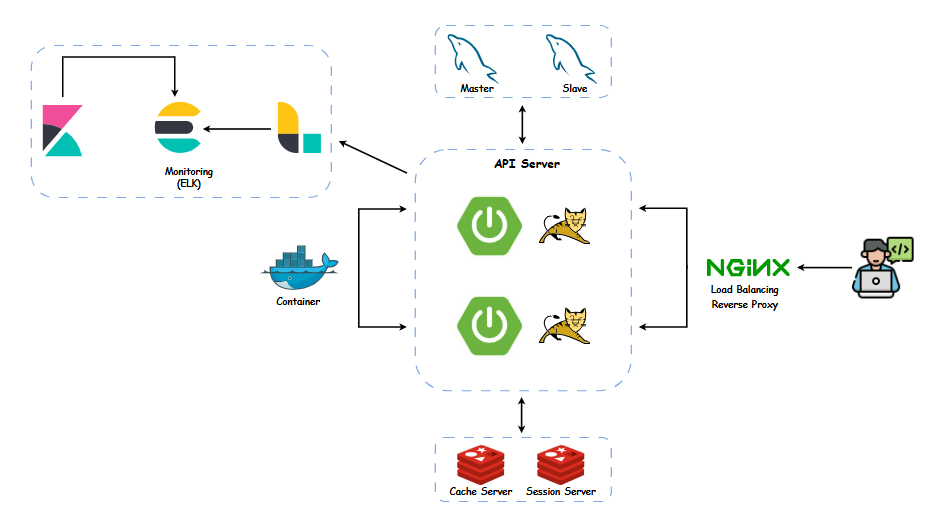 Master
Slave
API Server
Monitoring
(ELK)
Container
NGINX
Load Balancing
Reverse Proxy
</>
Cache Server
Session Server